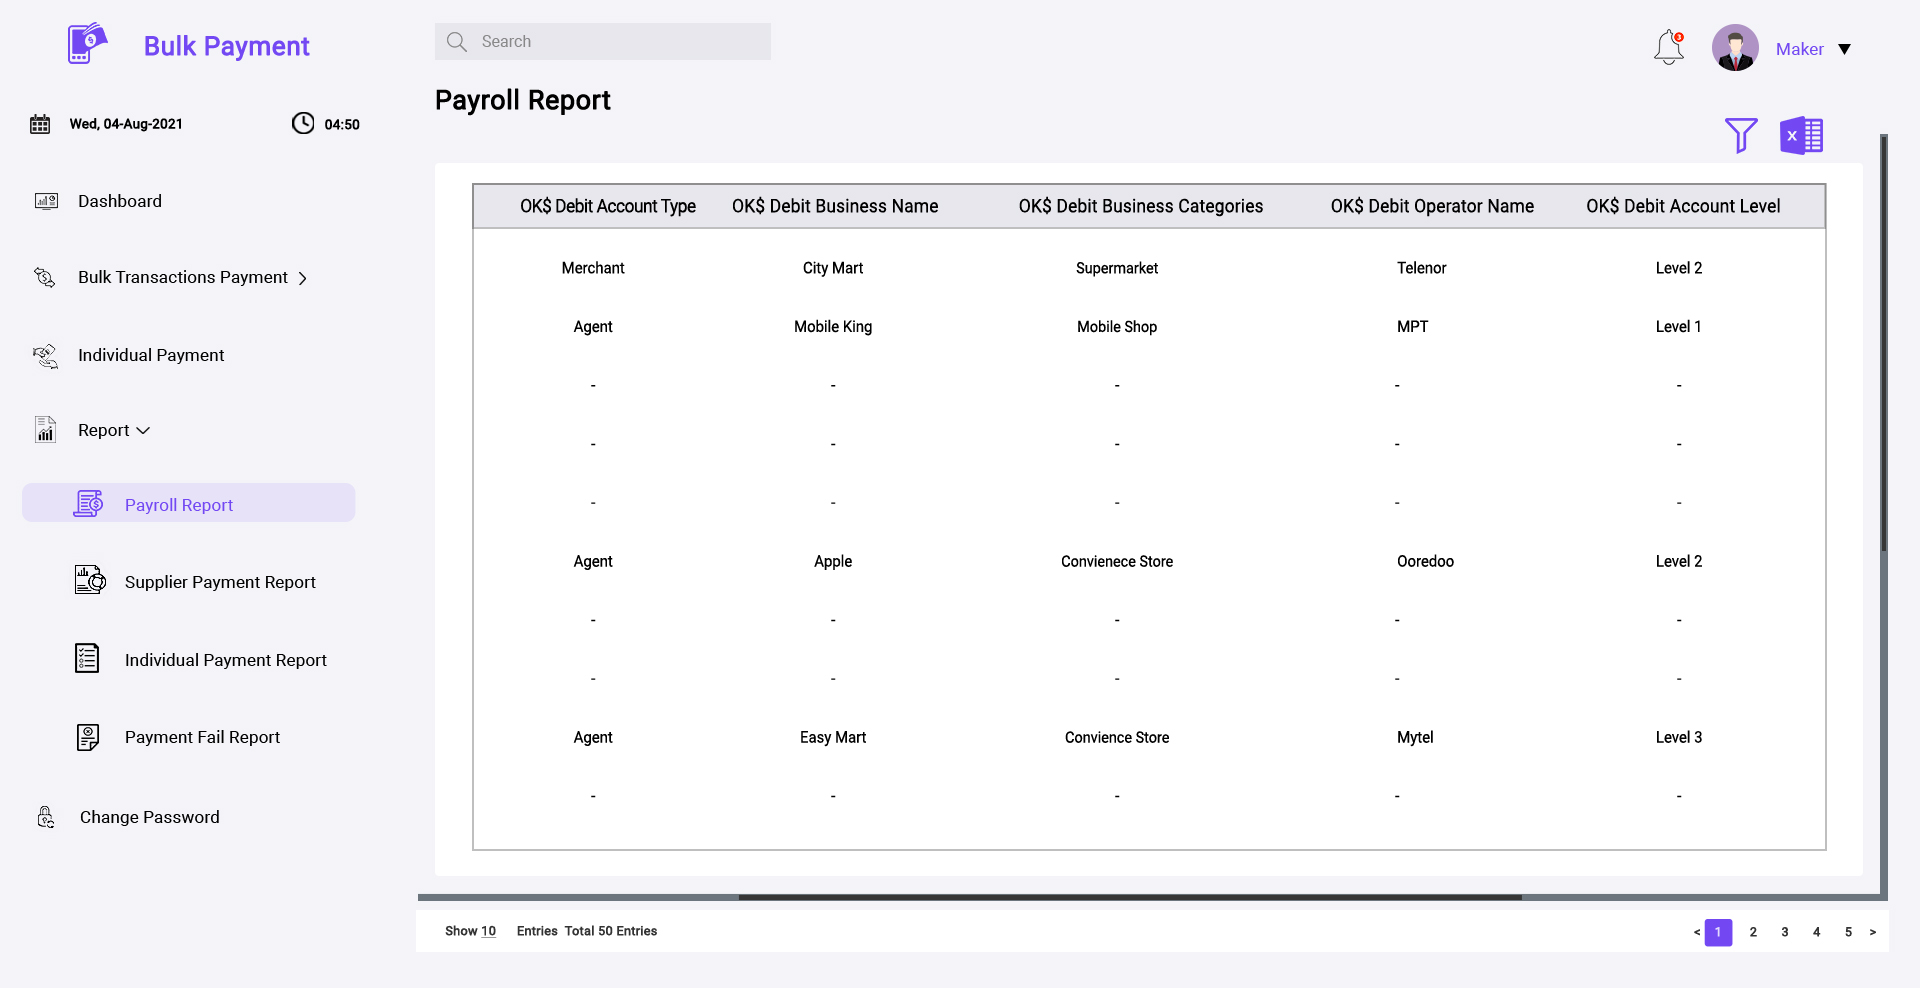 Bulk Payment
Search
3
Maker
Payroll Report
Wed, 04-Aug-2021
04:50
X
Dashboard
Bulk Transactions Payment
Individual Payment
Report
Payroll Report
Supplier Payment Report
Individual Payment Report
Payment Fail Report
Change Password
OK$ Debit Account Type OK$ Debit Business Name OK$ Debit Business Categories OK$ Debit Operator Name OK$ Debit Account Level
Merchant City Mart Supermarket Telenor Level 2
Agent Mobile King Mobile Shop MPT Level 1
- - - - -
- - - - -
- - - - -
Agent Apple Convienece Store Ooredoo Level 2
- - - - -
- - - - -
Agent Easy Mart Convience Store Mytel Level 3
- - - - -
Show 10 Entries Total 50 Entries
< 1 2 3 4 5 >